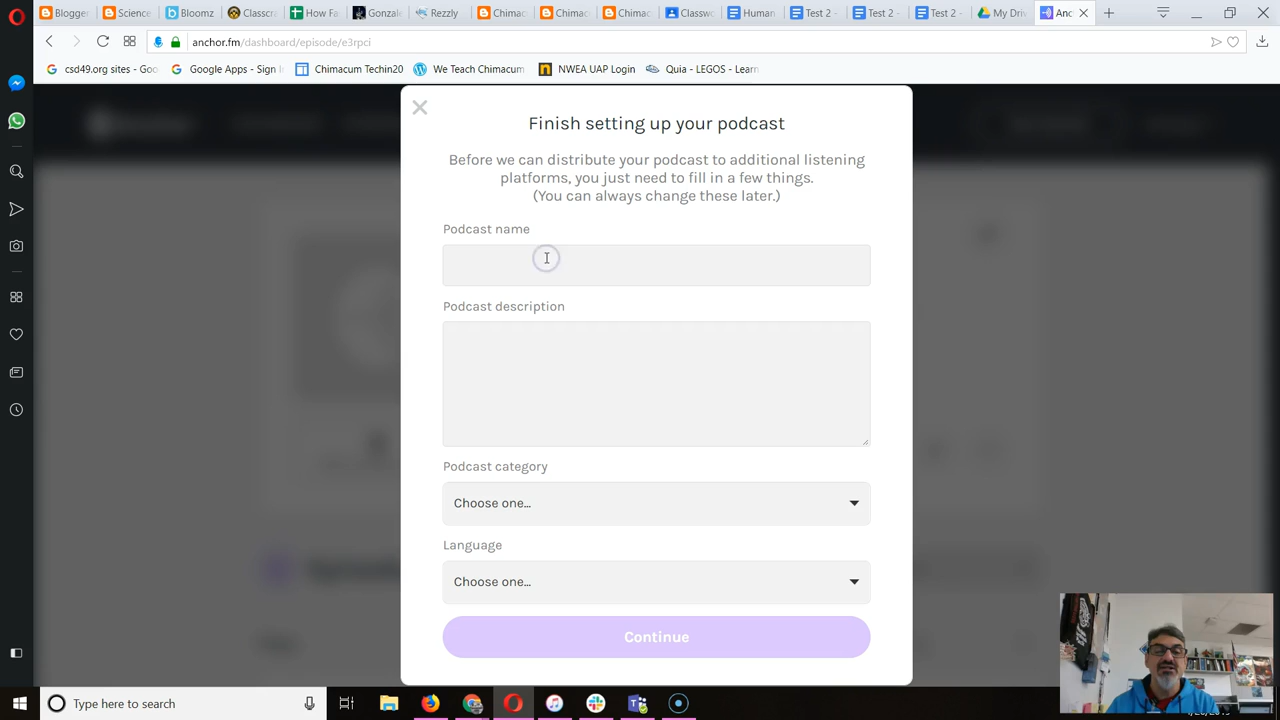 Blogger
Science
Bloomz
Classcra
How Fa
Gonzale
Rezzly
Chimac
Chimac
Chimac
Classw
Human
Test 2 -
Test 2 -
Test 2 -
My Driv
Anch
anchor.fm/dashboard/episode/e3rpci
csd49.org sites - Goo
Google Apps - Sign I
Chimacum Techin20
We Teach Chimacum
NWEA UAP Login
Quia - LEGOS - Learn
Finish setting up your podcast
Before we can distribute your podcast to additional listening
platforms, you just need to fill in a few things.
(You can always change these later.)
Podcast name
Podcast description
Podcast category
Choose one...
Language
Choose one...
Continue
Type here to search